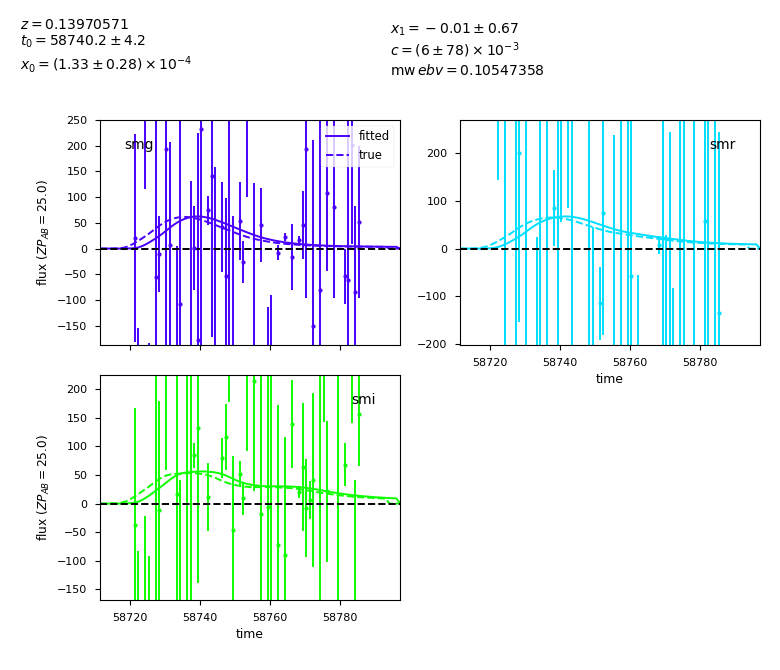 z = 0.13970571
t₀ = 58740.2 ± 4.2
x₀ = (1.33 ± 0.28) × 10⁻⁴
x₁ = −0.01 ± 0.67
c = (6 ± 78) × 10⁻³
mw ebv = 0.10547358
smg
fitted
true
250
200
150
100
50
0
−50
−100
−150
flux (ZP_AB = 25.0)
smr
200
100
0
−100
−200
58720
58740
58760
58780
time
smi
200
150
100
50
0
−50
−100
−150
flux (ZP_AB = 25.0)
58720
58740
58760
58780
time